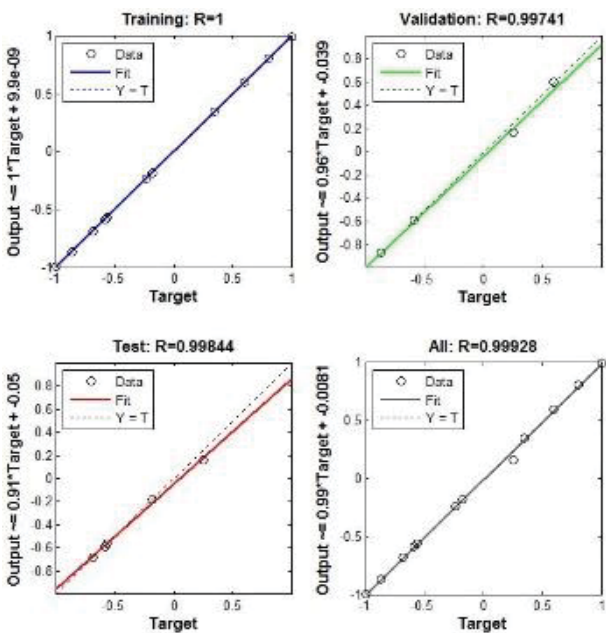 Training: R=1
Output ~= 1*Target + 9.9e-09
Data
Fit
Y = T
1
0.5
0
-0.5
-1
-1
-0.5
0
0.5
1
Target
Validation: R=0.99741
Output ~= 0.96*Target + -0.039
Data
Fit
Y = T
0.8
0.6
0.4
0.2
0
-0.2
-0.4
-0.6
-0.8
-0.5
0
0.5
Target
Test: R=0.99844
Output ~= 0.91*Target + -0.05
Data
Fit
Y = T
0.8
0.6
0.4
0.2
0
-0.2
-0.4
-0.6
-0.8
-0.5
0
0.5
Target
All: R=0.99928
Output ~= 0.99*Target + -0.0081
Data
Fit
Y = T
1
0.5
0
-0.5
-1
-1
-0.5
0
0.5
1
Target